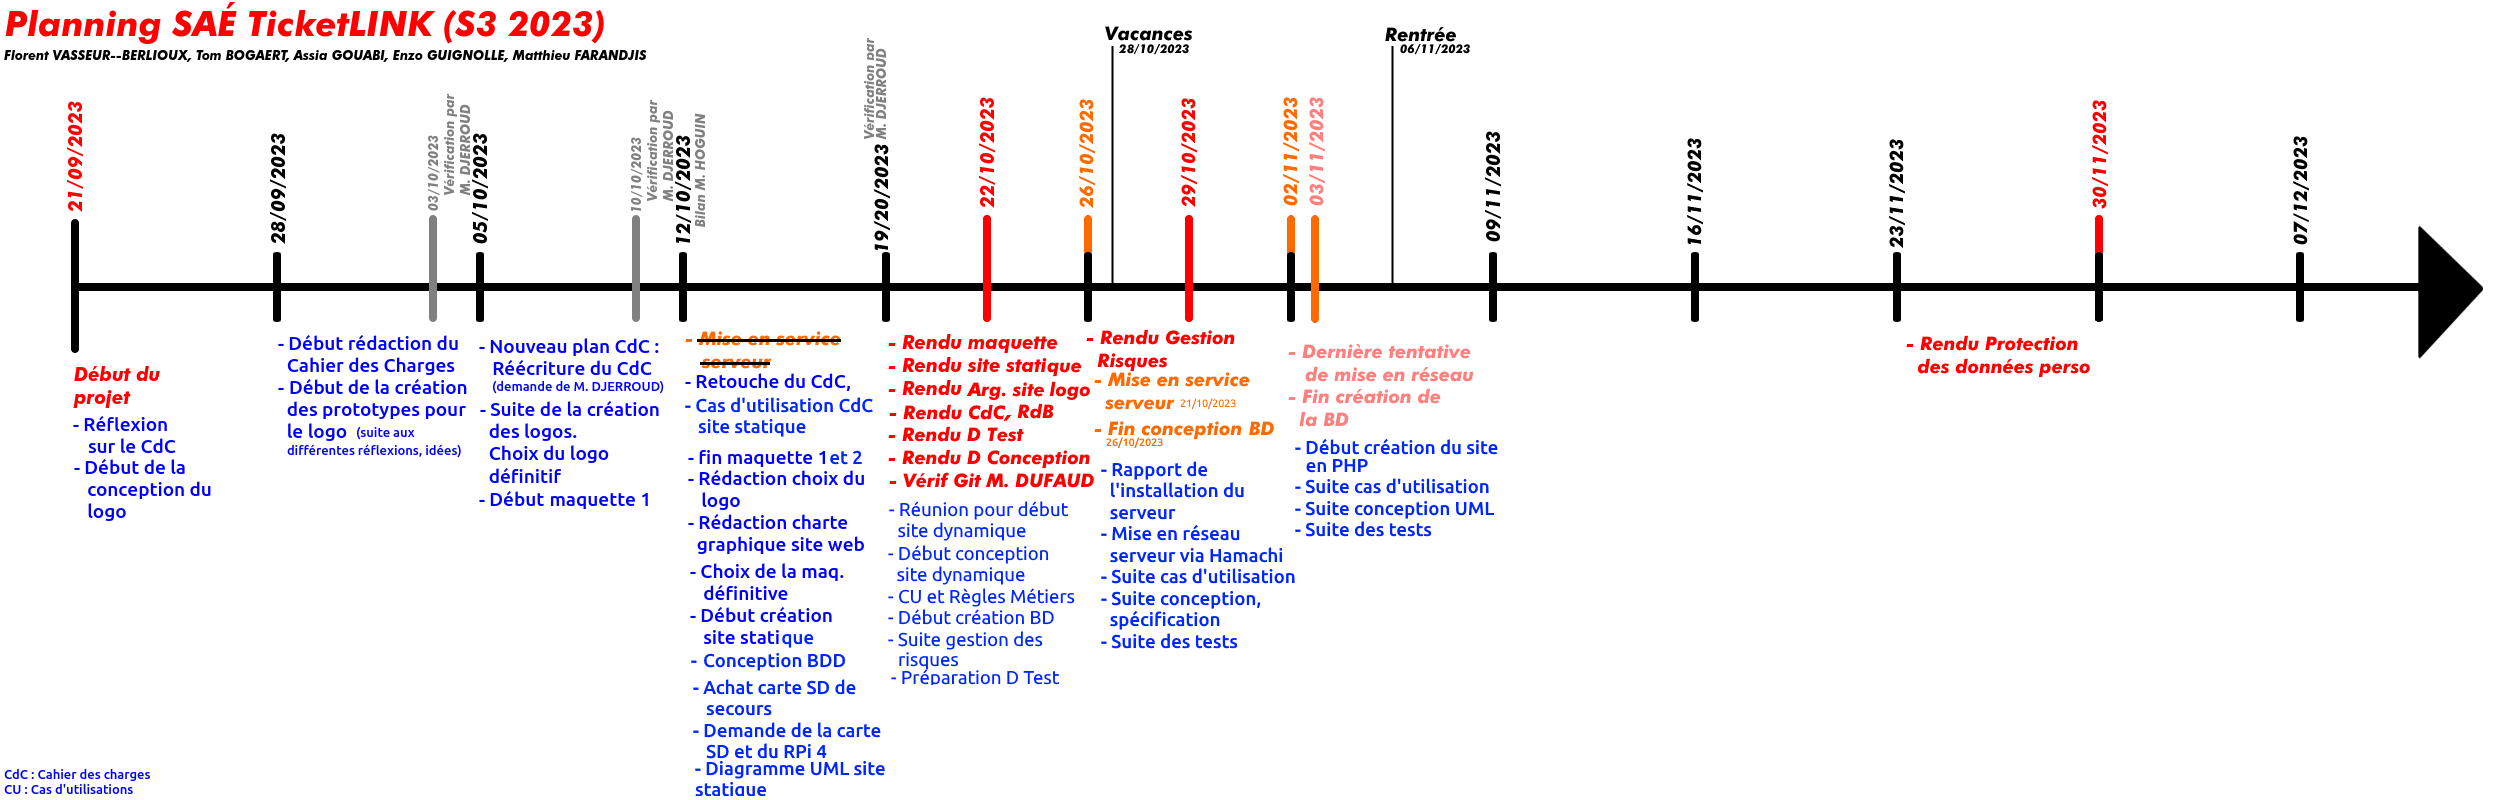 Planning SAÉ TicketLINK (S3 2023)
Florent VASSEUR--BERLIOUX, Tom BOGAERT, Assia GOUABI, Enzo GUIGNOLLE, Matthieu FARANDJIS
Vacances
28/10/2023
Rentrée
06/11/2023
21/09/2023
28/09/2023
03/10/2023
Vérification par
M. DJERROUD
05/10/2023
10/10/2023
Vérification par
M. DJERROUD
12/10/2023
Bilan M. HOGUIN
Vérification par
M. DJERROUD
19/20/2023
22/10/2023
26/10/2023
29/10/2023
02/11/2023
03/11/2023
09/11/2023
16/11/2023
23/11/2023
30/11/2023
07/12/2023
Début du
projet
- Réflexion
sur le CdC
- Début de la
conception du
logo
- Début rédaction du
Cahier des Charges
- Début de la création
des prototypes pour
le logo (suite aux
différentes réflexions, idées)
- Nouveau plan CdC :
Réécriture du CdC
(demande de M. DJERROUD)
- Suite de la création
des logos.
Choix du logo
définitif
- Début maquette 1
- Mise en service
serveur
- Retouche du CdC,
- Cas d'utilisation CdC
site statique
- fin maquette 1et 2
- Rédaction choix du
logo
- Rédaction charte
graphique site web
- Choix de la maq.
définitive
- Début création
site statique
- Conception BDD
- Achat carte SD de
secours
- Demande de la carte
SD et du RPi 4
- Diagramme UML site
statique
- Rendu maquette
- Rendu site statique
- Rendu Arg. site logo
- Rendu CdC, RdB
- Rendu D Test
- Rendu D Conception
- Vérif Git M. DUFAUD
- Réunion pour début
site dynamique
- Début conception
site dynamique
- CU et Règles Métiers
- Début création BD
- Suite gestion des
risques
- Préparation D Test
- Rendu Gestion
Risques
- Mise en service
serveur 21/10/2023
- Fin conception BD
26/10/2023
- Rapport de
l'installation du
serveur
- Mise en réseau
serveur via Hamachi
- Suite cas d'utilisation
- Suite conception,
spécification
- Suite des tests
- Dernière tentative
de mise en réseau
- Fin création de
la BD
- Début création du site
en PHP
- Suite cas d'utilisation
- Suite conception UML
- Suite des tests
- Rendu Protection
des données perso
CdC : Cahier des charges
CU : Cas d'utilisations